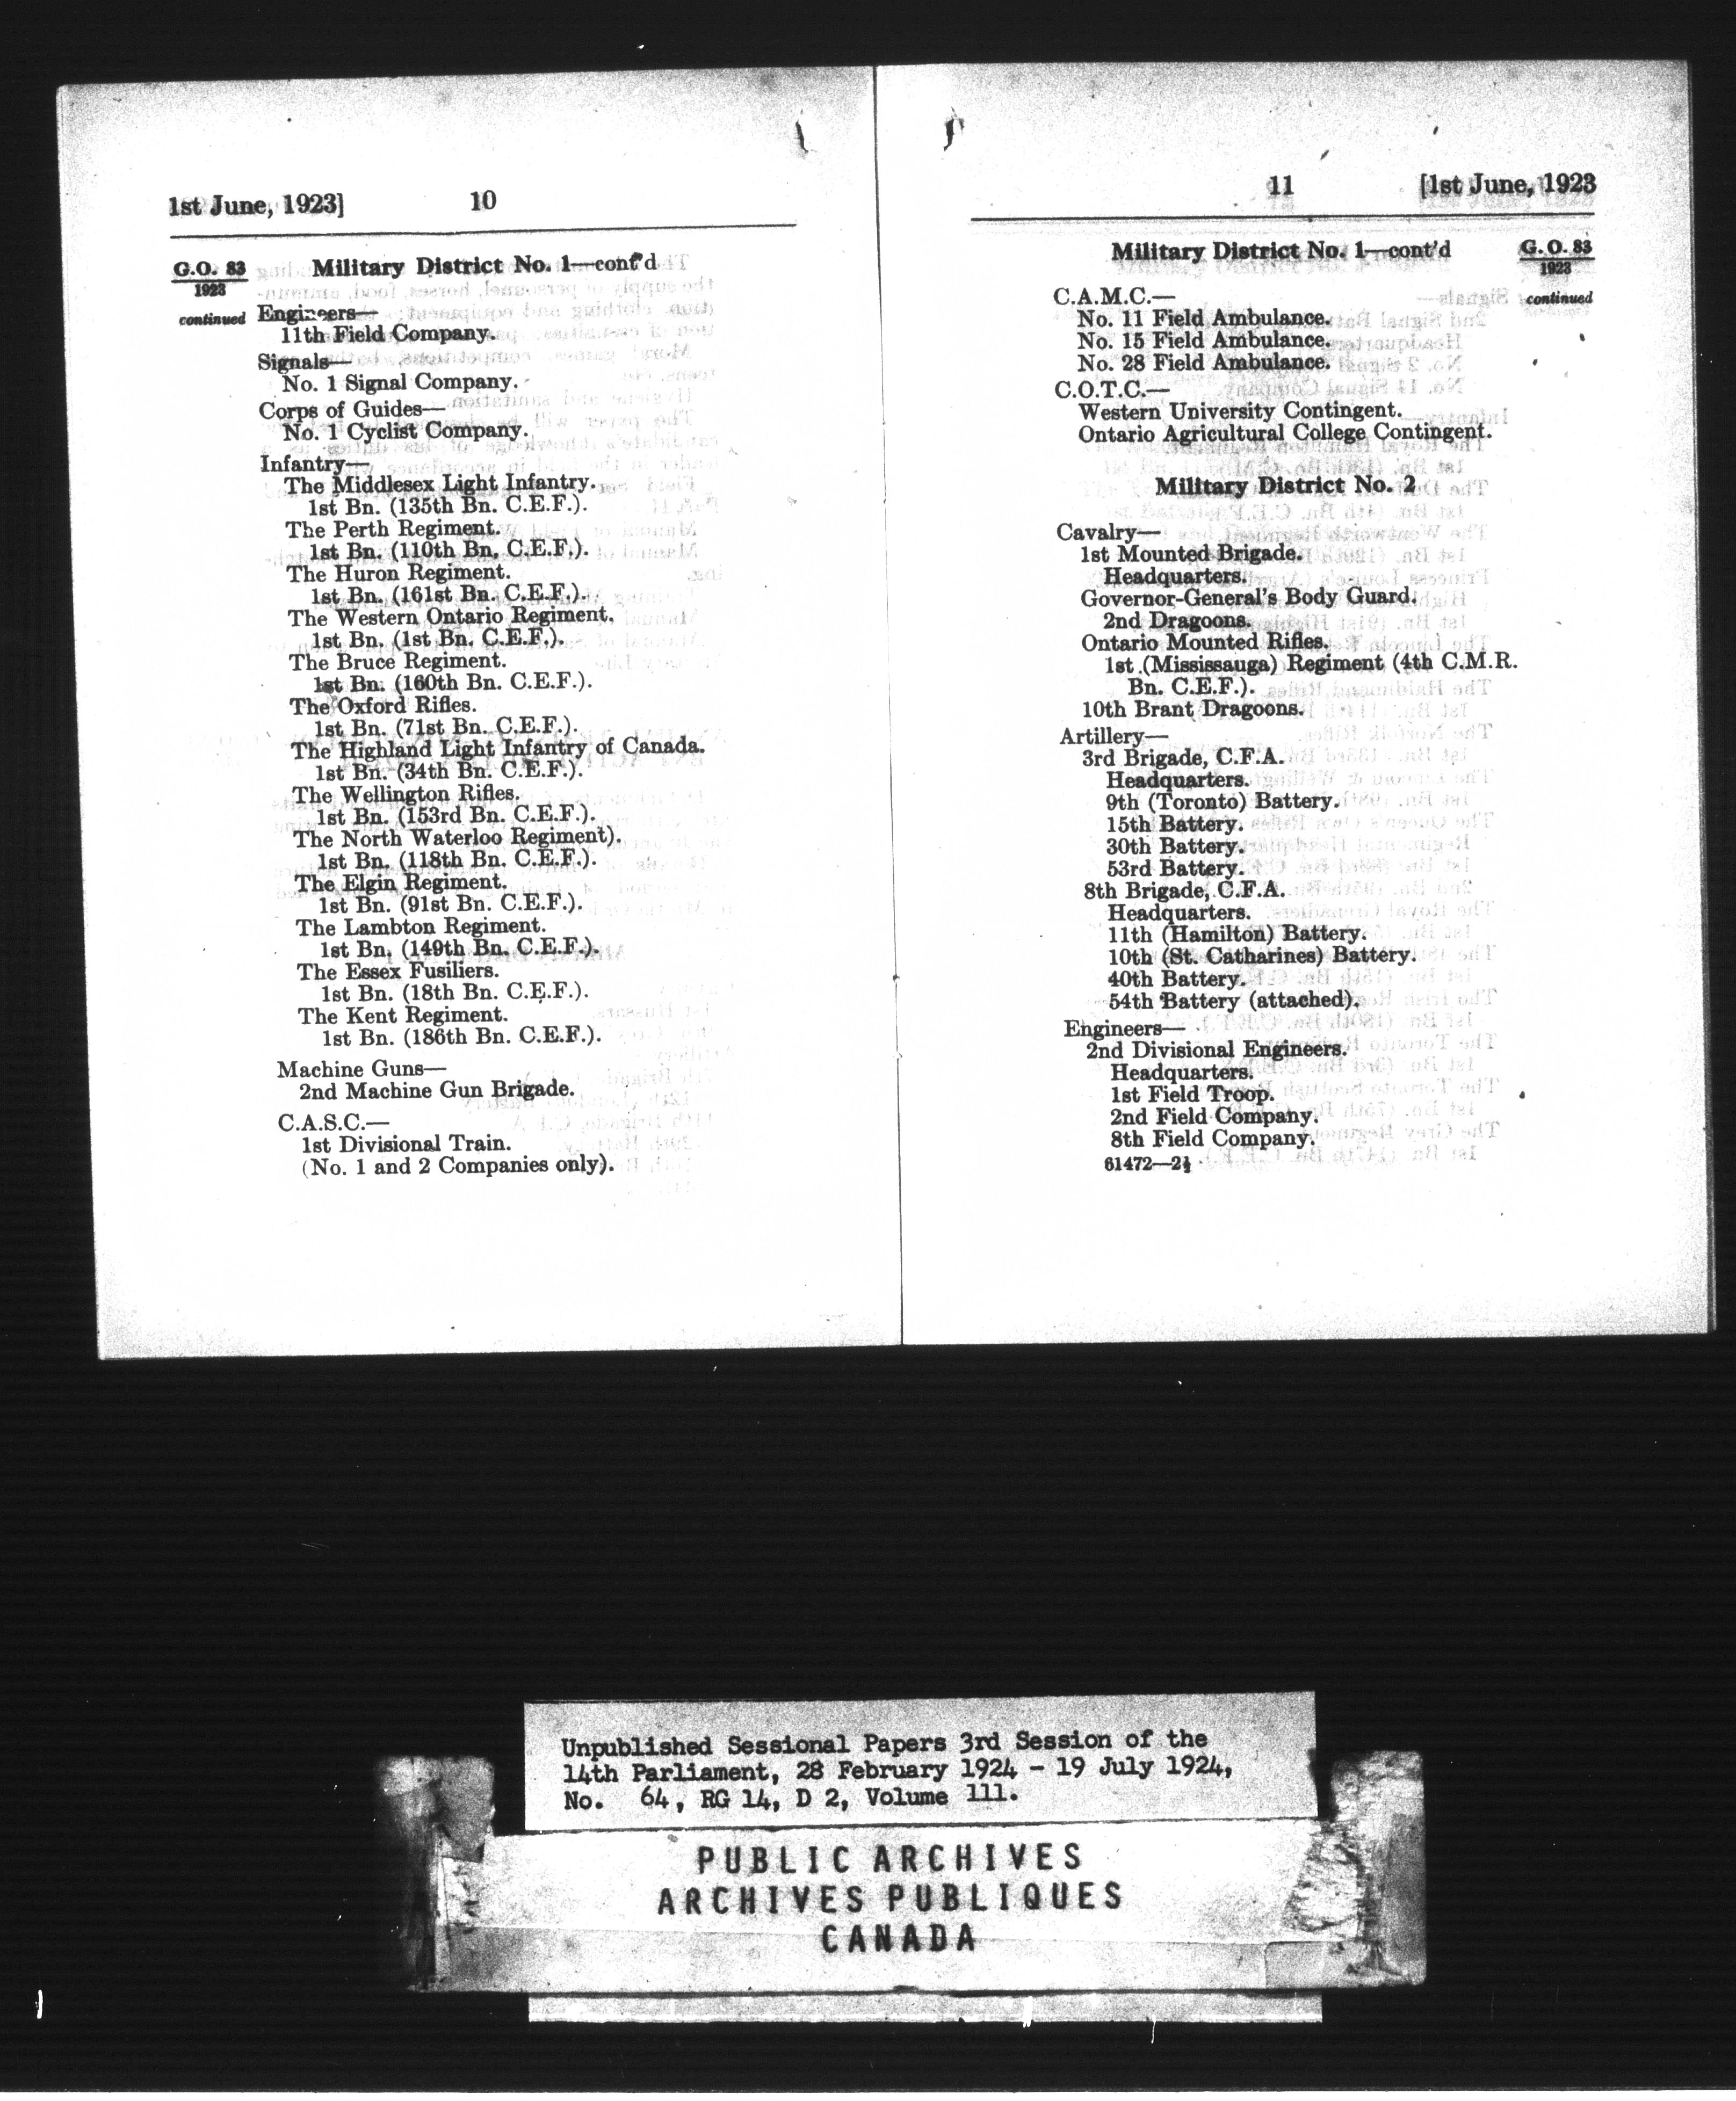 1st June, 1923]
10
G.O. 83
1923
continued
Military District No. 1—cont'd
Engineers—
11th Field Company.
Signals—
No. 1 Signal Company.
Corps of Guides—
No. 1 Cyclist Company.
Infantry—
The Middlesex Light Infantry.
1st Bn. (135th Bn. C.E.F.).
The Perth Regiment.
1st Bn. (110th Bn. C.E.F.).
The Huron Regiment.
1st Bn. (161st Bn. C.E.F.).
The Western Ontario Regiment.
1st Bn. (1st Bn. C.E.F.).
The Bruce Regiment.
1st Bn. (160th Bn. C.E.F.).
The Oxford Rifles.
1st Bn. (71st Bn. C.E.F.).
The Highland Light Infantry of Canada.
1st Bn. (34th Bn. C.E.F.).
The Wellington Rifles.
1st Bn. (153rd Bn. C.E.F.).
The North Waterloo Regiment).
1st Bn. (118th Bn. C.E.F.).
The Elgin Regiment.
1st Bn. (91st Bn. C.E.F.).
The Lambton Regiment.
1st Bn. (149th Bn. C.E.F.).
The Essex Fusiliers.
1st Bn. (18th Bn. C.E.F.).
The Kent Regiment.
1st Bn. (186th Bn. C.E.F.).
Machine Guns—
2nd Machine Gun Brigade.
C.A.S.C.—
1st Divisional Train.
(No. 1 and 2 Companies only).
11
[1st June, 1923
Military District No. 1—cont'd
G.O. 83
1923
continued
C.A.M.C.—
No. 11 Field Ambulance.
No. 15 Field Ambulance.
No. 28 Field Ambulance.
C.O.T.C.—
Western University Contingent.
Ontario Agricultural College Contingent.
Military District No. 2
Cavalry—
1st Mounted Brigade.
Headquarters.
Governor-General's Body Guard.
2nd Dragoons.
Ontario Mounted Rifles.
1st (Mississauga) Regiment (4th C.M.R.
Bn. C.E.F.).
10th Brant Dragoons.
Artillery—
3rd Brigade, C.F.A.
Headquarters.
9th (Toronto) Battery.
15th Battery.
30th Battery.
53rd Battery.
8th Brigade, C.F.A.
Headquarters.
11th (Hamilton) Battery.
10th (St. Catharines) Battery.
40th Battery.
54th Battery (attached).
Engineers—
2nd Divisional Engineers.
Headquarters.
1st Field Troop.
2nd Field Company.
8th Field Company.
61472—2½
Unpublished Sessional Papers 3rd Session of the
14th Parliament, 28 February 1924 - 19 July 1924,
No. 64, RG 14, D 2, Volume 111.
PUBLIC ARCHIVES
ARCHIVES PUBLIQUES
CANADA